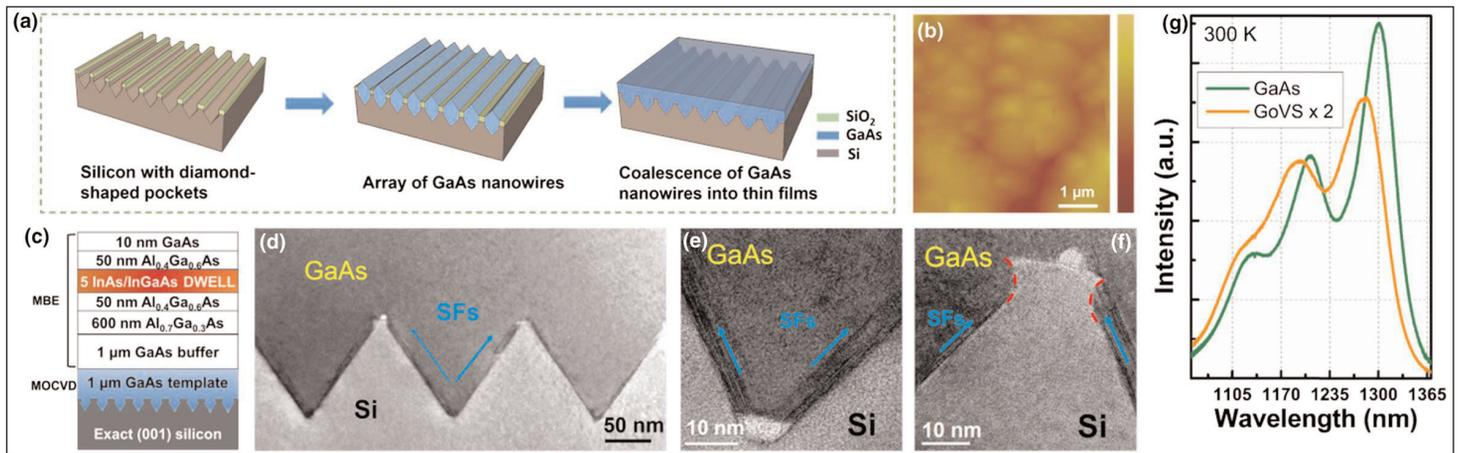 (a)
SiO2
GaAs
Si
Silicon with diamond-
shaped pockets
Array of GaAs nanowires
Coalescence of GaAs
nanowires into thin films
(b)
1 µm
(c)
MBE
10 nm GaAs
50 nm Al0.4Ga0.6As
5 InAs/InGaAs DWELL
50 nm Al0.4Ga0.6As
600 nm Al0.7Ga0.3As
1 µm GaAs buffer
MOCVD
1 µm GaAs template
Exact (001) silicon
(d)
GaAs
SFs
Si
50 nm
(e)
GaAs
SFs
10 nm
Si
(f)
GaAs
SFs
10 nm
Si
(g)
300 K
GaAs
GoVS x 2
Intensity (a.u.)
1105 1170 1235 1300 1365
Wavelength (nm)